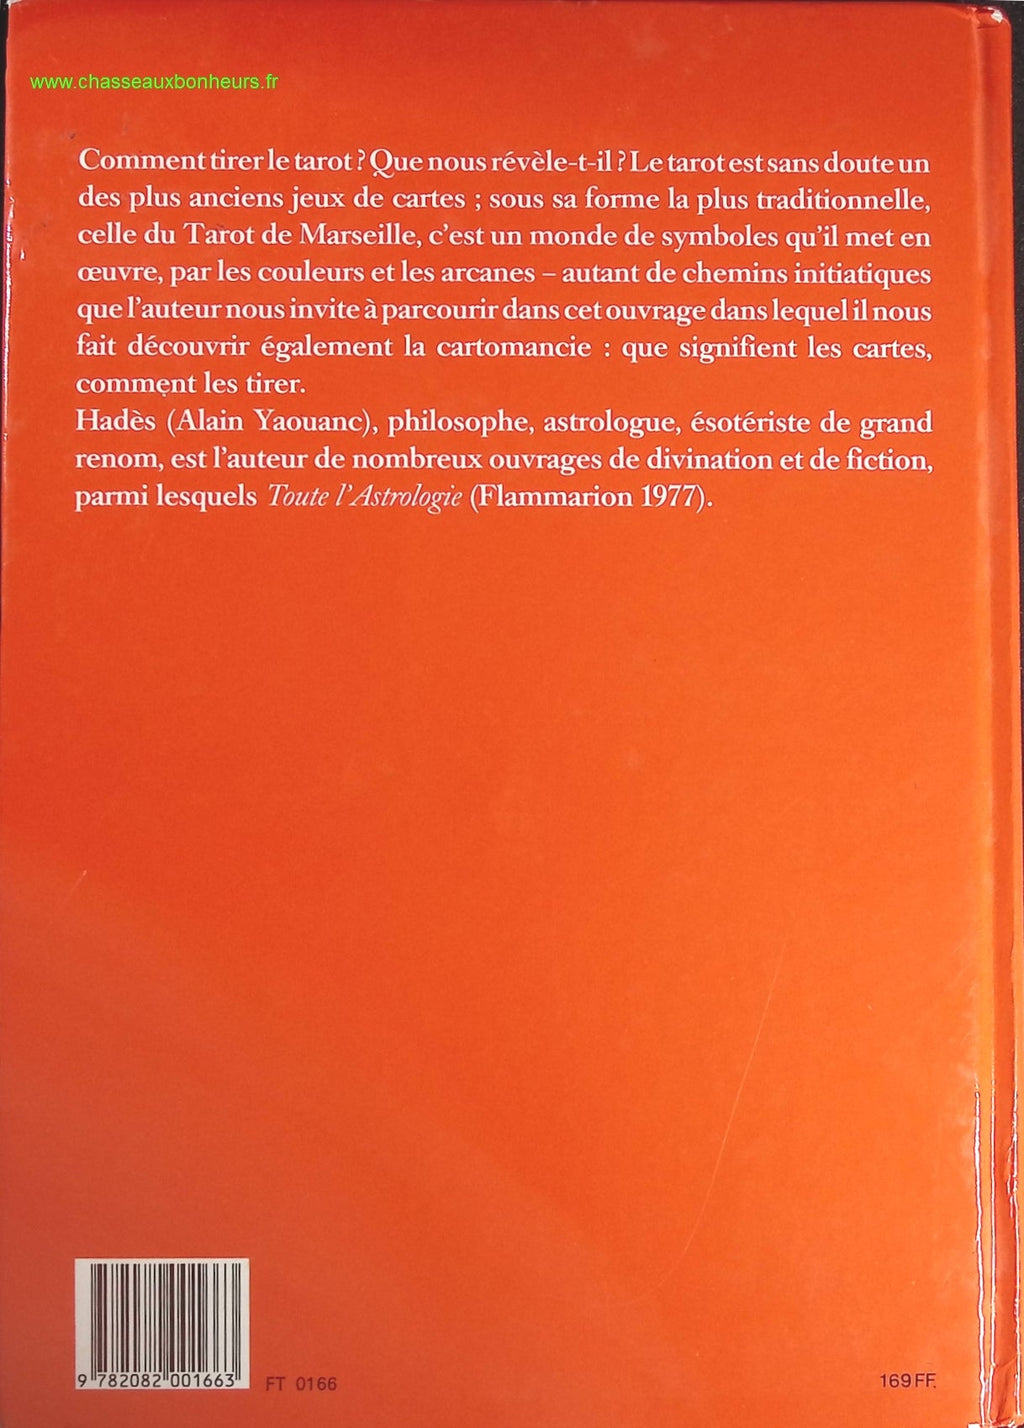 www.chasseauxbonheurs.fr
Comment tirer le tarot ? Que nous révèle-t-il ? Le tarot est sans doute un
des plus anciens jeux de cartes ; sous sa forme la plus traditionnelle,
celle du Tarot de Marseille, c'est un monde de symboles qu'il met en
œuvre, par les couleurs et les arcanes – autant de chemins initiatiques
que l'auteur nous invite à parcourir dans cet ouvrage dans lequel il nous
fait découvrir également la cartomancie : que signifient les cartes,
comment les tirer.
Hadès (Alain Yaouanc), philosophe, astrologue, ésotériste de grand
renom, est l'auteur de nombreux ouvrages de divination et de fiction,
parmi lesquels Toute l'Astrologie (Flammarion 1977).
9 782082 001663
FT 0166
169 FF